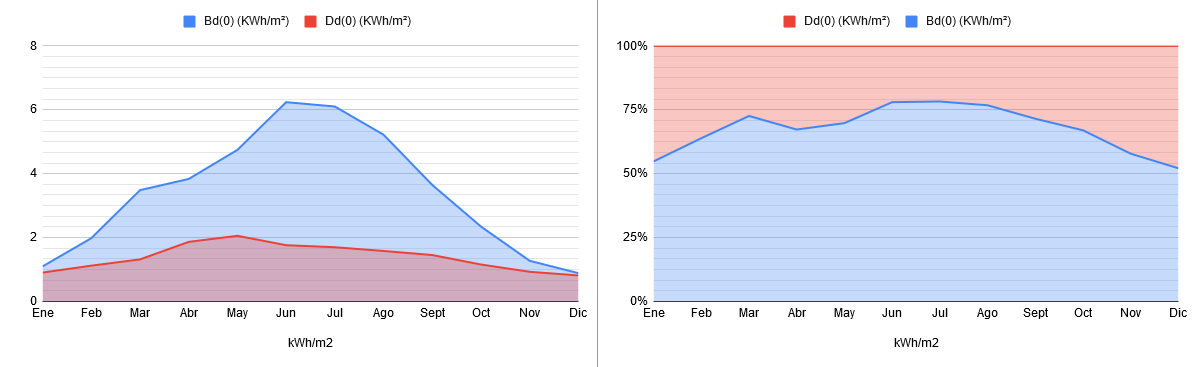 Bd(0) (KWh/m²) Dd(0) (KWh/m²)
8
6
4
2
0
Ene Feb Mar Abr May Jun Jul Ago Sept Oct Nov Dic
kWh/m2
Dd(0) (KWh/m²) Bd(0) (KWh/m²)
100%
75%
50%
25%
0%
Ene Feb Mar Abr May Jun Jul Ago Sept Oct Nov Dic
kWh/m2